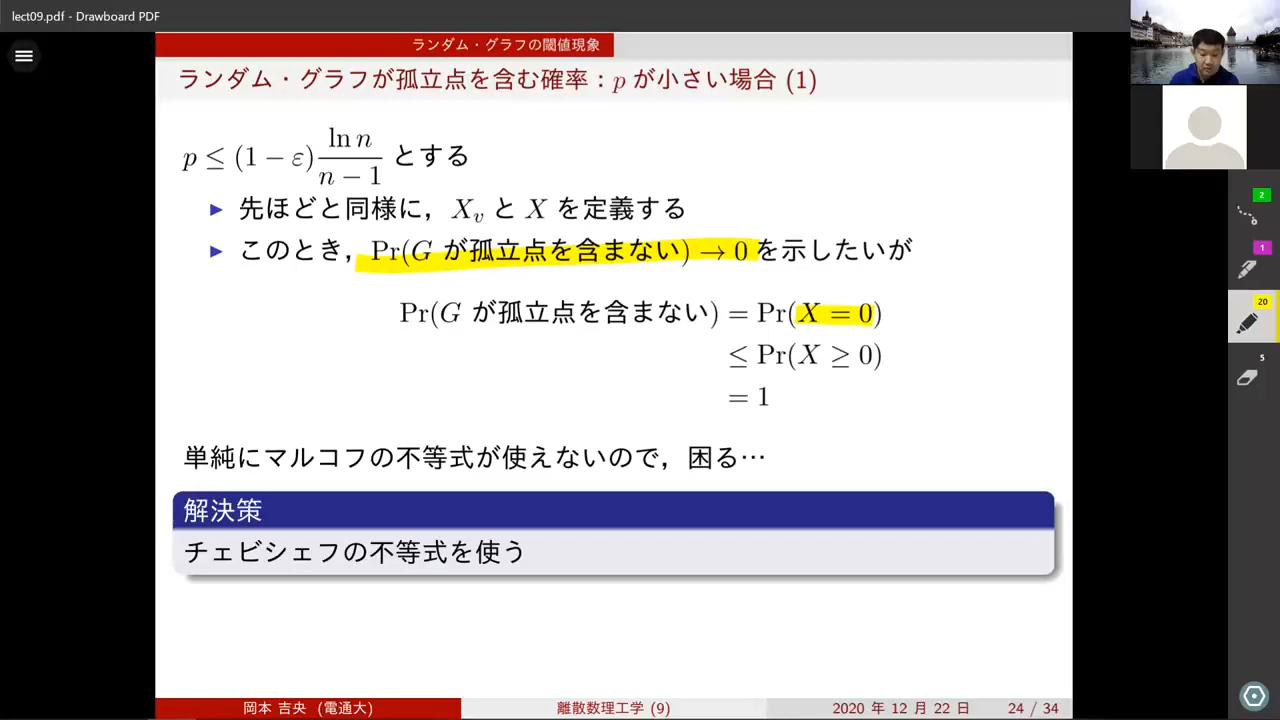 lect09.pdf - Drawboard PDF
ランダム・グラフの閾値現象
ランダム・グラフが孤立点を含む確率：p が小さい場合 (1)
p ≤ (1 − ε) ln n / (n − 1) とする
▶ 先ほどと同様に，Xv と X を定義する
▶ このとき，Pr(G が孤立点を含まない) → 0 を示したいが
Pr(G が孤立点を含まない) = Pr(X = 0)
≤ Pr(X ≥ 0)
= 1
単純にマルコフの不等式が使えないので，困る…
解決策
チェビシェフの不等式を使う
岡本 吉央 (電通大)
離散数理工学 (9)
2020 年 12 月 22 日
24 / 34
2
1
20
5